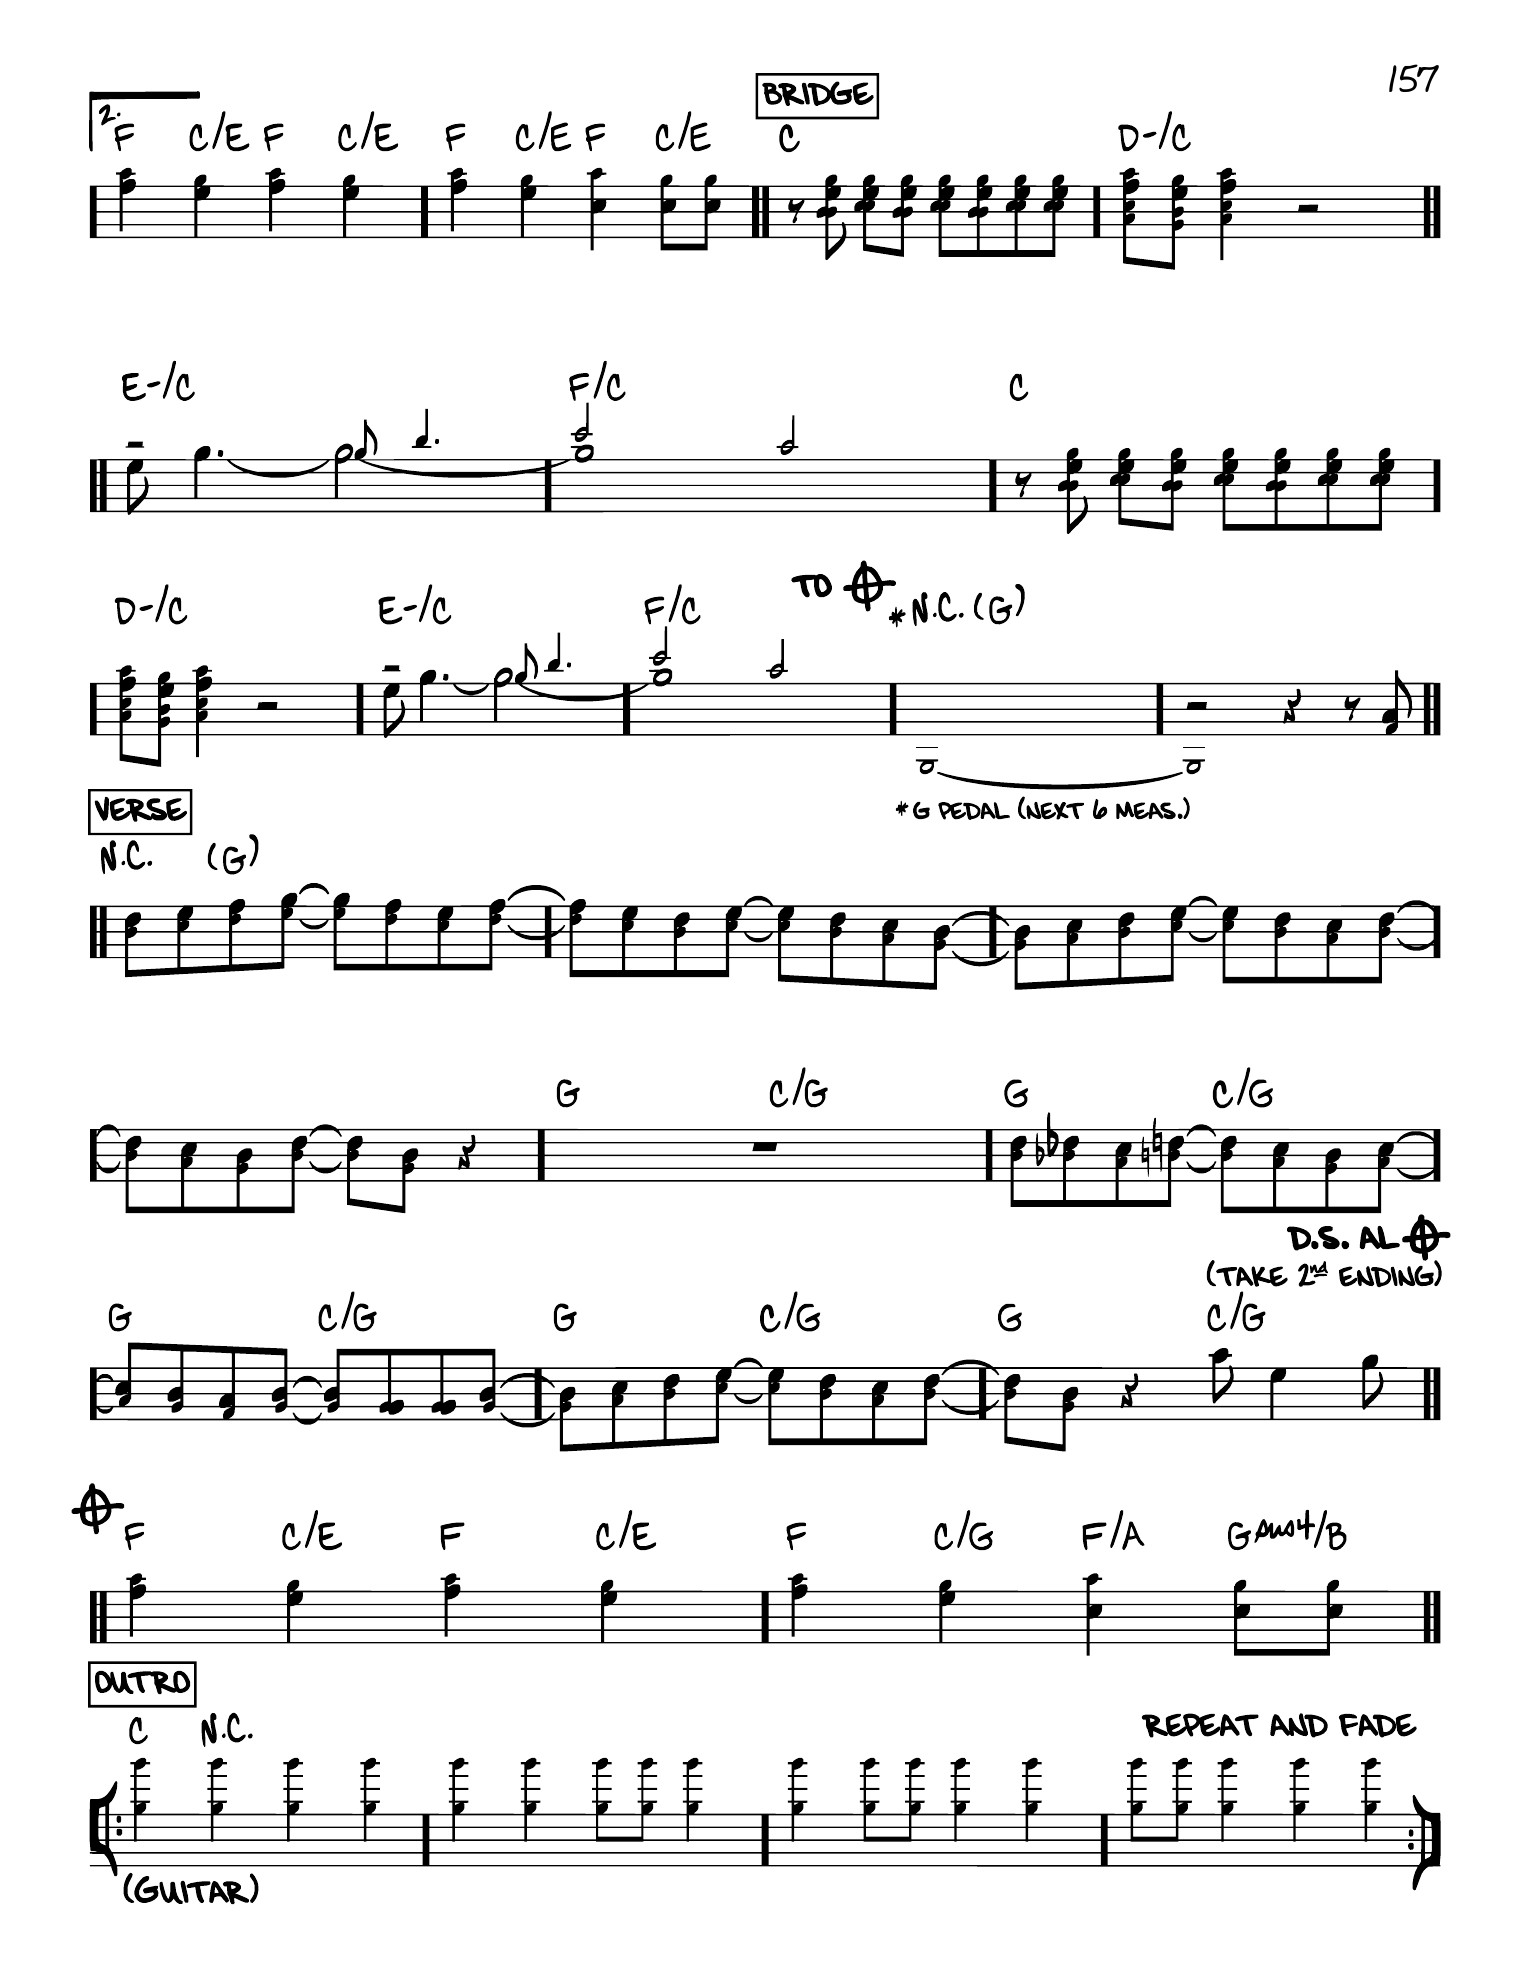 157
BRIDGE
2.
F C/E F C/E F C/E F C/E C D-/C
E-/C F/C C
TO
D-/C E-/C F/C *N.C. (G)
*G PEDAL (NEXT 6 MEAS.)
VERSE
N.C. (G)
G C/G G C/G
D.S. AL
(TAKE 2nd ENDING)
G C/G G C/G G C/G
F C/E F C/E F C/G F/A Gsus4/B
OUTRO
C N.C. REPEAT AND FADE
(GUITAR)